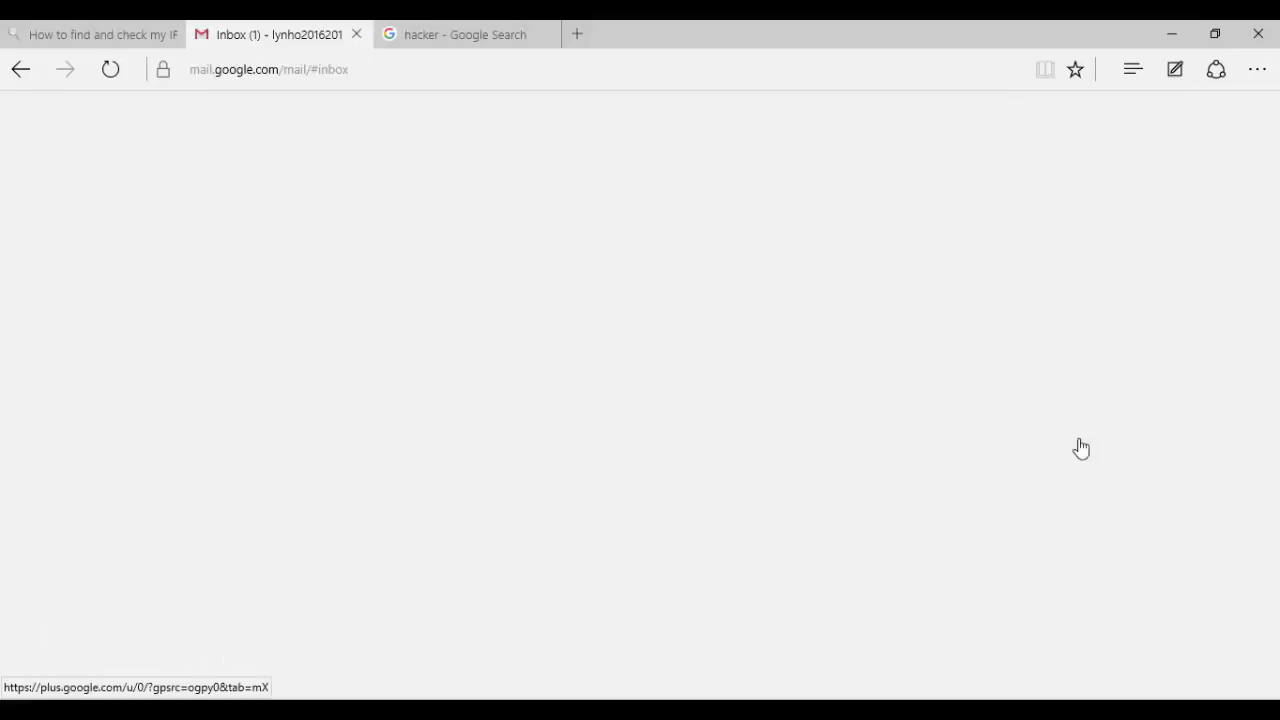 How to find and check my IF
Inbox (1) - lynho2016201
hacker - Google Search
mail.google.com/mail/#inbox
https://plus.google.com/u/0/?gpsrc=ogpy0&tab=mX